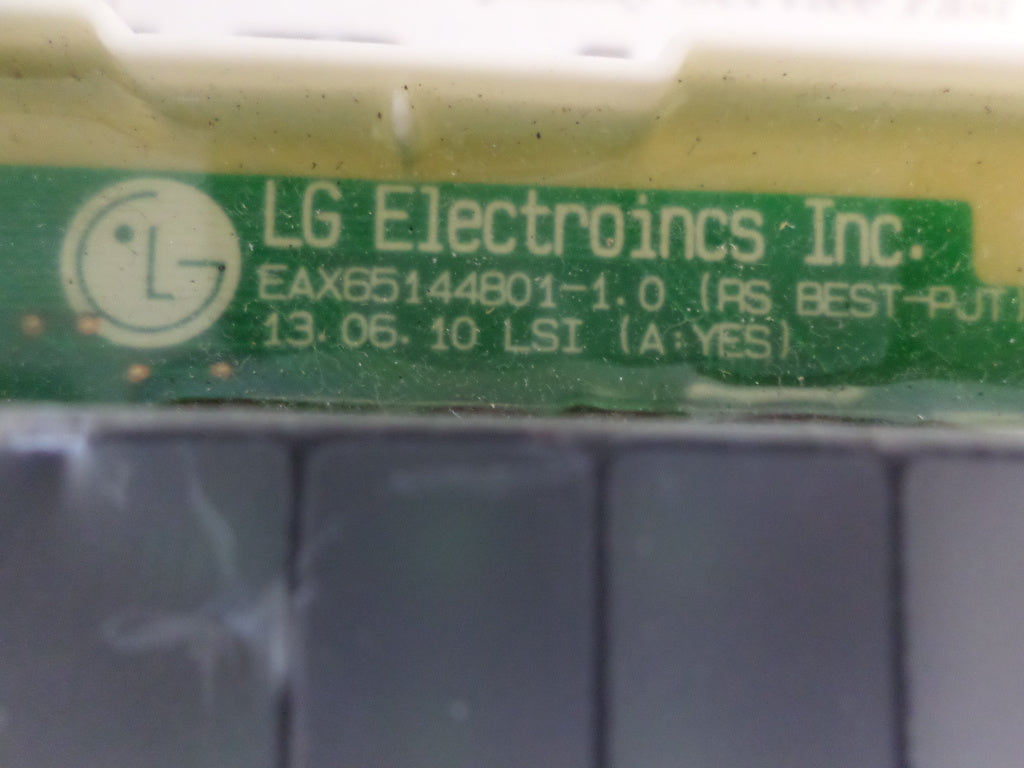 LG Electroincs Inc.
EAX65144801-1.0 (RS BEST-PJT)
13.06.10 LSI (A:YES)